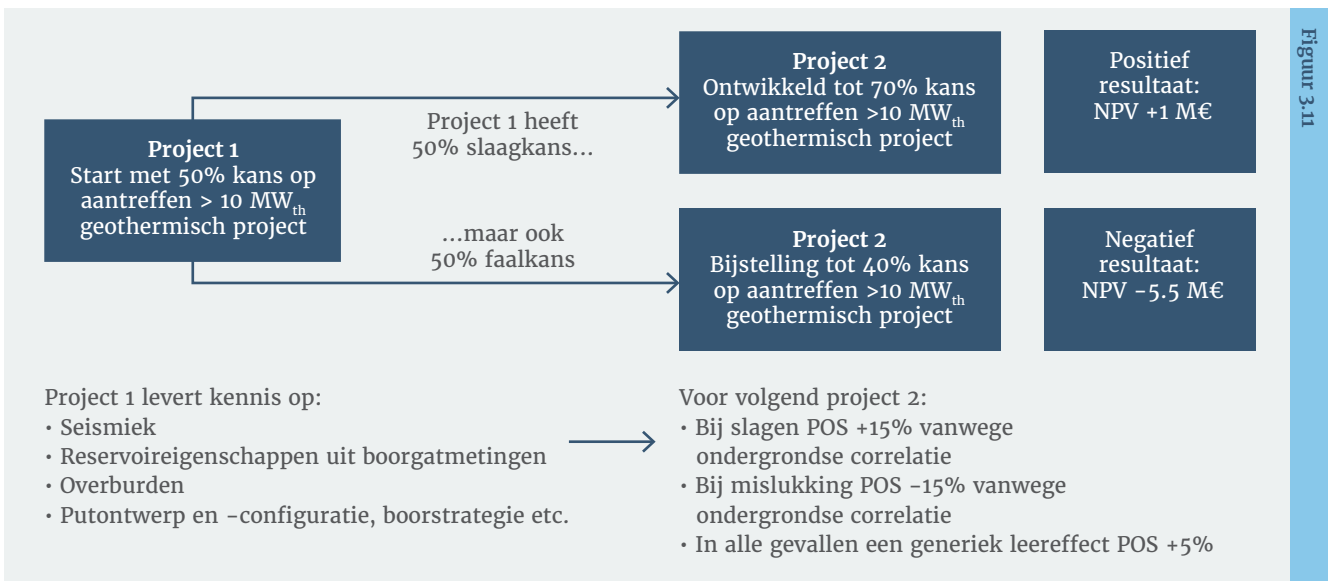 Project 1
Start met 50% kans op
aantreffen > 10 MWth
geothermisch project
Project 1 heeft
50% slaagkans...
...maar ook
50% faalkans
Project 2
Ontwikkeld tot 70% kans
op aantreffen >10 MWth
geothermisch project
Positief
resultaat:
NPV +1 M€
Project 2
Bijstelling tot 40% kans
op aantreffen >10 MWth
geothermisch project
Negatief
resultaat:
NPV -5.5 M€
Project 1 levert kennis op:
• Seismiek
• Reservoireigenschappen uit boorgatmetingen
• Overburden
• Putontwerp en -configuratie, boorstrategie etc.
Voor volgend project 2:
• Bij slagen POS +15% vanwege
ondergrondse correlatie
• Bij mislukking POS -15% vanwege
ondergrondse correlatie
• In alle gevallen een generiek leereffect POS +5%
Figuur 3.11